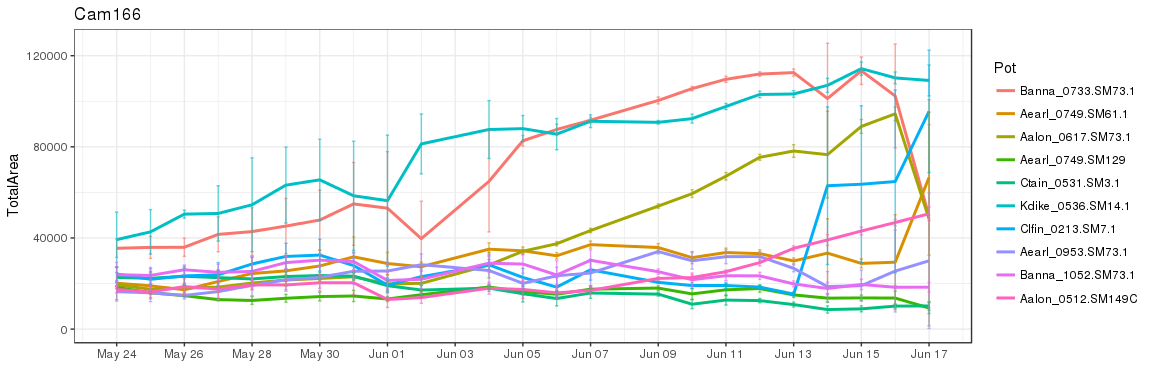 Cam166
TotalArea
120000
80000
40000
0
May 24 May 26 May 28 May 30 Jun 01 Jun 03 Jun 05 Jun 07 Jun 09 Jun 11 Jun 13 Jun 15 Jun 17
Pot
Banna_0733.SM73.1
Aearl_0749.SM61.1
Aalon_0617.SM73.1
Aearl_0749.SM129
Ctain_0531.SM3.1
Kdike_0536.SM14.1
Clfin_0213.SM7.1
Aearl_0953.SM73.1
Banna_1052.SM73.1
Aalon_0512.SM149C